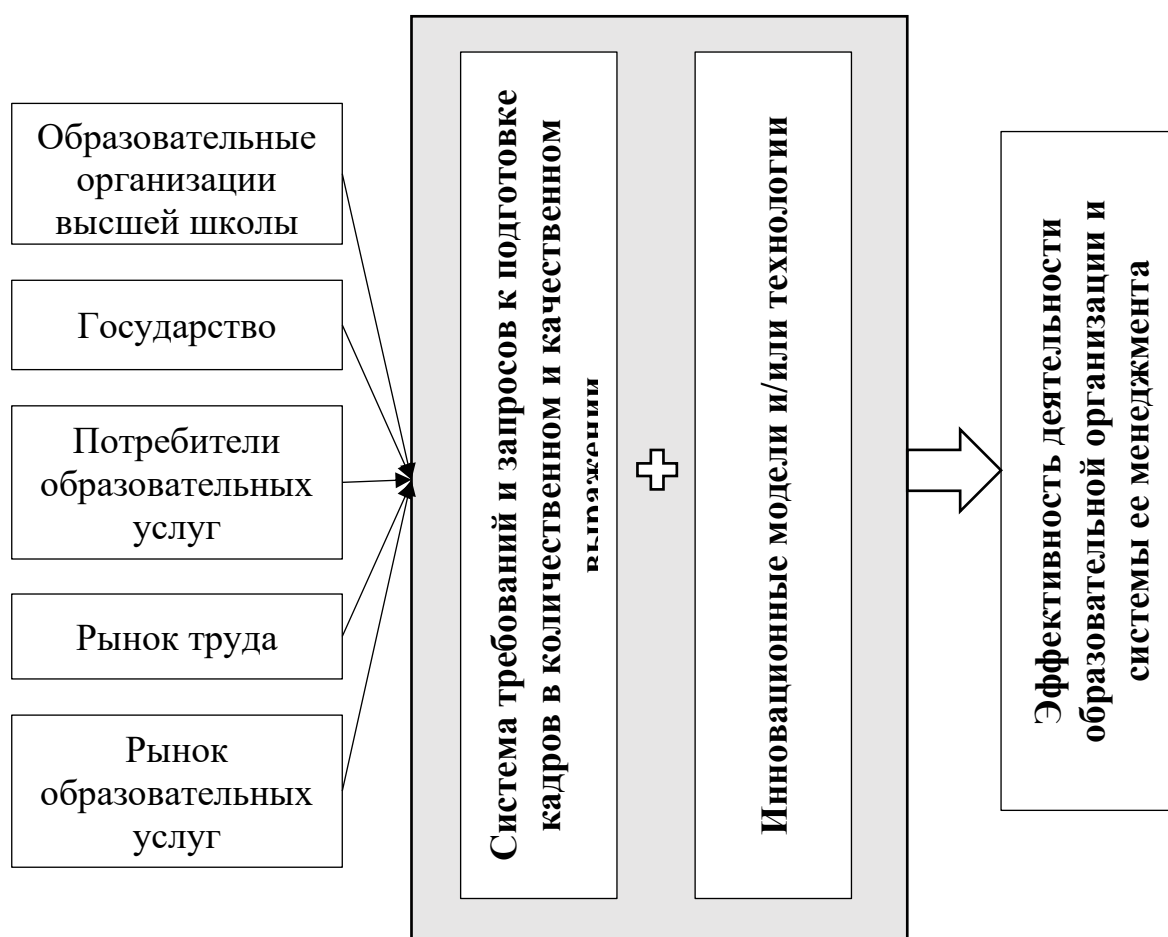 Образовательные
организации
высшей школы
Государство
Потребители
образовательных
услуг
Рынок труда
Рынок
образовательных
услуг
Система требований и запросов к подготовке
кадров в количественном и качественном
выражении
Инновационные модели и/или технологии
Эффективность деятельности
образовательной организации и
системы ее менеджмента